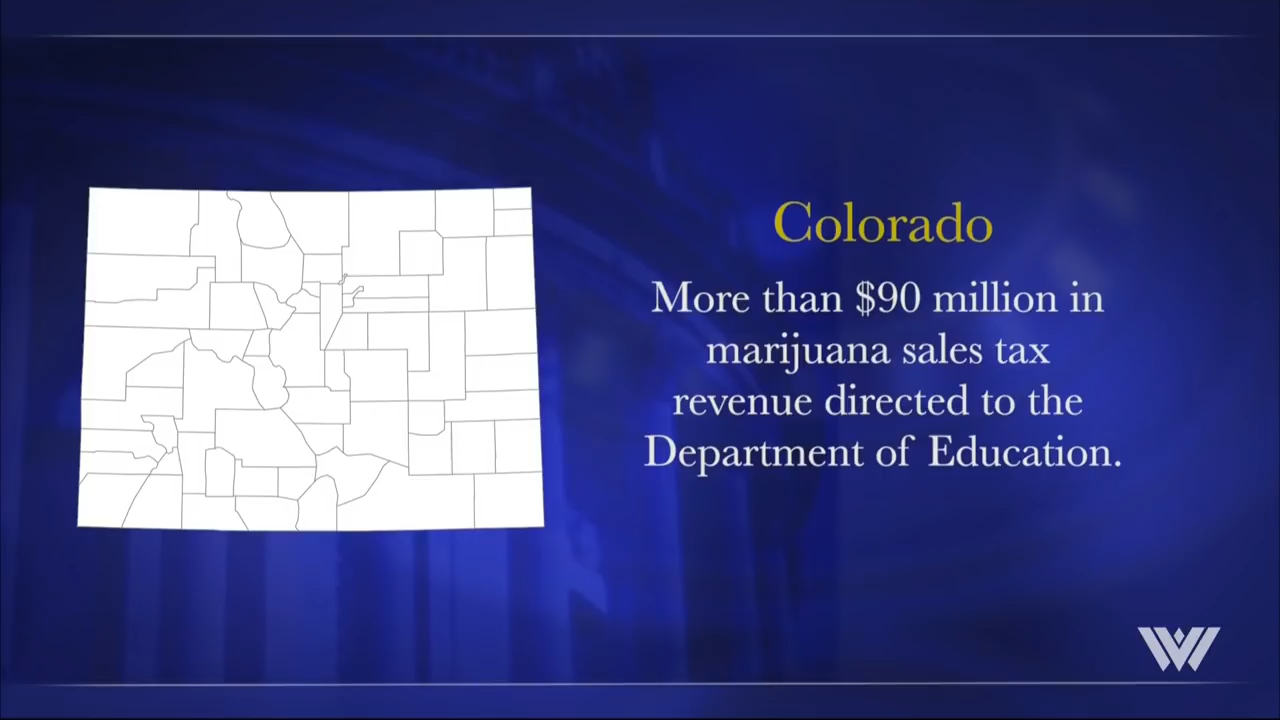 Colorado
More than $90 million in
marijuana sales tax
revenue directed to the
Department of Education.